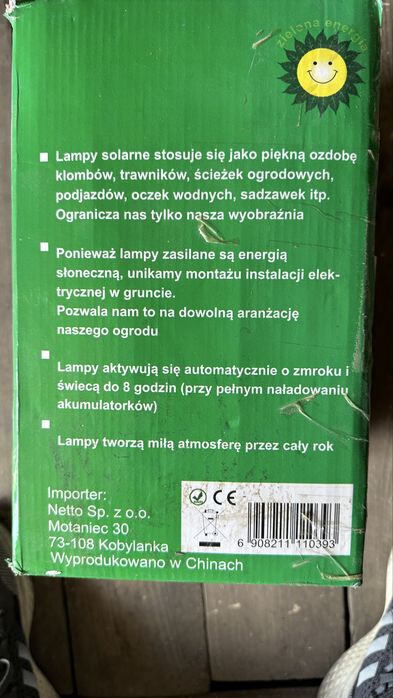 zielona energia
Lampy solarne stosuje się jako piękną ozdobę
klombów, trawników, ścieżek ogrodowych,
podjazdów, oczek wodnych, sadzawek itp.
Ogranicza nas tylko nasza wyobraźnia
Ponieważ lampy zasilane są energią
słoneczną, unikamy montażu instalacji elek-
trycznej w gruncie.
Pozwala nam to na dowolną aranżację
naszego ogrodu
Lampy aktywują się automatycznie o zmroku i
świecą do 8 godzin (przy pełnym naładowaniu
akumulatorków)
Lampy tworzą miłą atmosferę przez cały rok
Importer:
Netto Sp. z o.o.
Motaniec 30
73-108 Kobylanka
Wyprodukowano w Chinach
CE
6 908211 110393